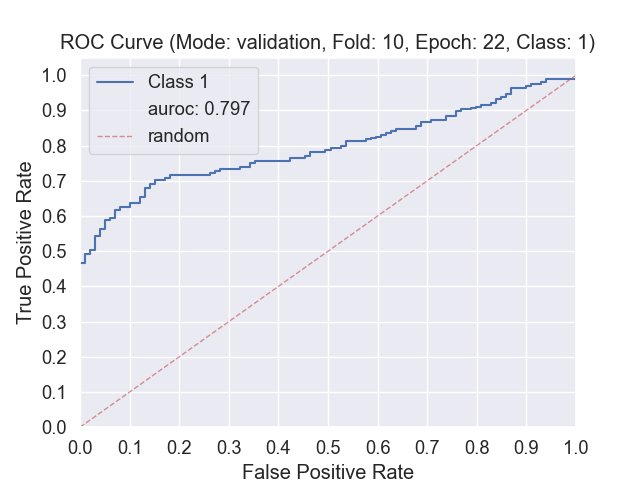 ROC Curve (Mode: validation, Fold: 10, Epoch: 22, Class: 1)
Class 1
auroc: 0.797
random
True Positive Rate
1.0
0.9
0.8
0.7
0.6
0.5
0.4
0.3
0.2
0.1
0.0
0.0 0.1 0.2 0.3 0.4 0.5 0.6 0.7 0.8 0.9 1.0
False Positive Rate